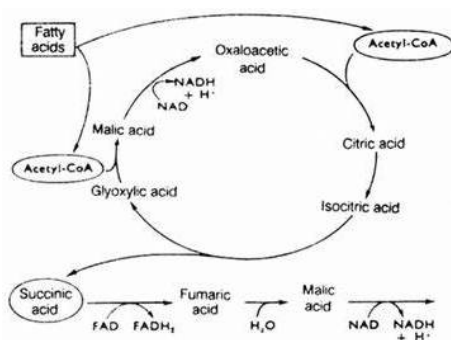 Fatty
acids
Acetyl-CoA
Oxaloacetic
acid
NADH
+ H·
NAD
Malic acid
Citric acid
Acetyl-CoA
Glyoxylic acid
Isocitric acid
Succinic
acid
Fumaric
acid
Malic
acid
FAD
FADH₂
H₂O
NAD
NADH
+ H·